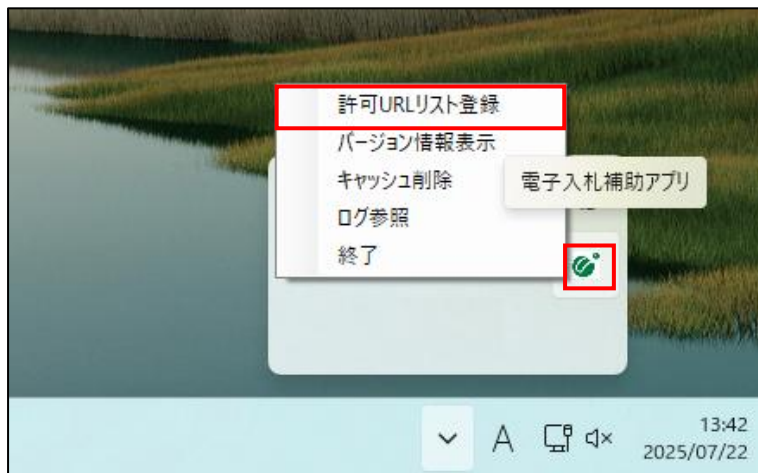 許可URLリスト登録
バージョン情報表示
キャッシュ削除
電子入札補助アプリ
ログ参照
終了
A
13:42
2025/07/22